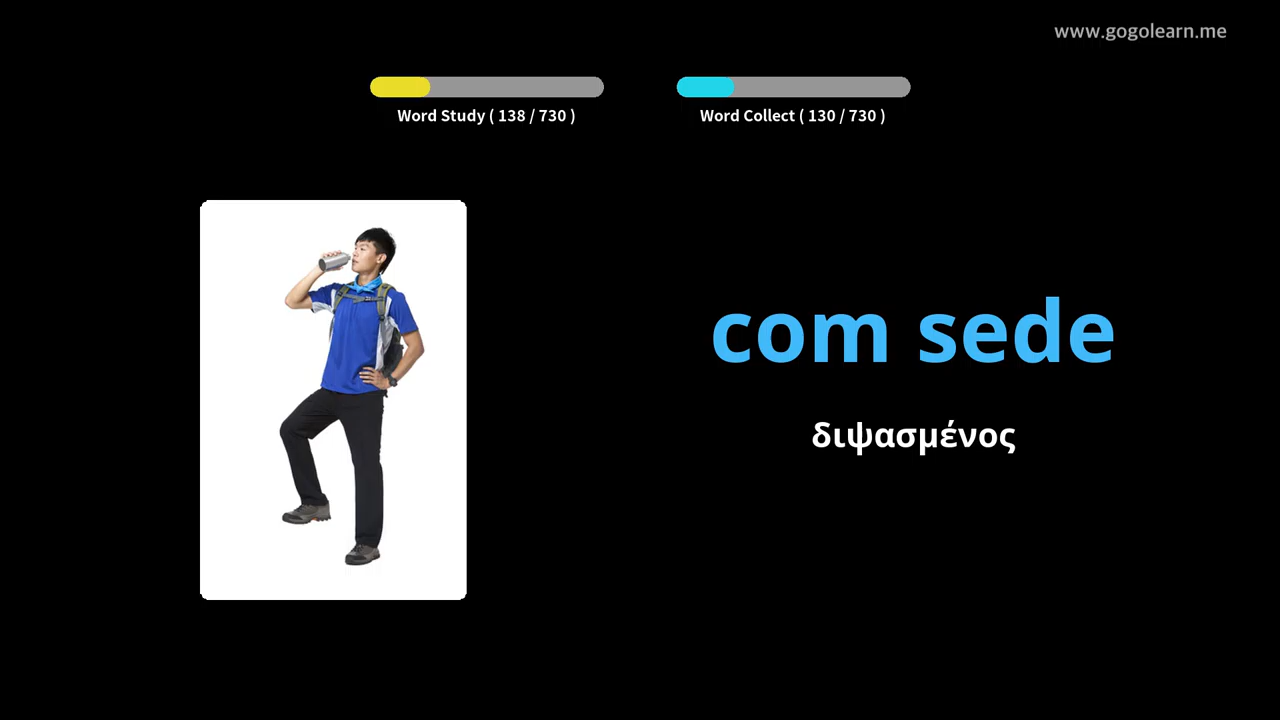 www.gogolearn.me
Word Study ( 138 / 730 )
Word Collect ( 130 / 730 )
com sede
διψασμένος